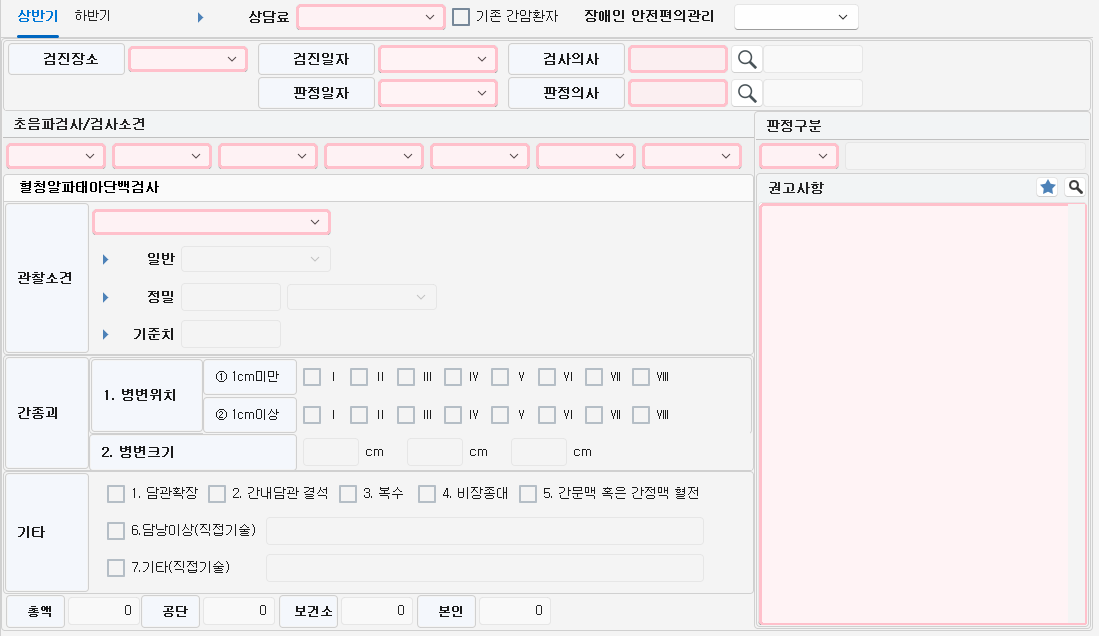 상반기 하반기 상담료 기존 간암환자 장애인 안전편의관리
검진장소 검진일자 검사의사
판정일자 판정의사
초음파검사/검사소견 판정구분
혈청알파태아단백검사 권고사항
관찰소견
일반
정밀
기준치
간종괴 1. 병변위치 ① 1cm미만 Ⅰ Ⅱ Ⅲ Ⅳ Ⅴ Ⅵ Ⅶ Ⅷ
② 1cm이상 Ⅰ Ⅱ Ⅲ Ⅳ Ⅴ Ⅵ Ⅶ Ⅷ
2. 병변크기 cm cm cm
기타 1. 담관확장 2. 간내담관 결석 3. 복수 4. 비장종대 5. 간문맥 혹은 간정맥 혈전
6.담낭이상(직접기술)
7.기타(직접기술)
총액 0 공단 0 보건소 0 본인 0